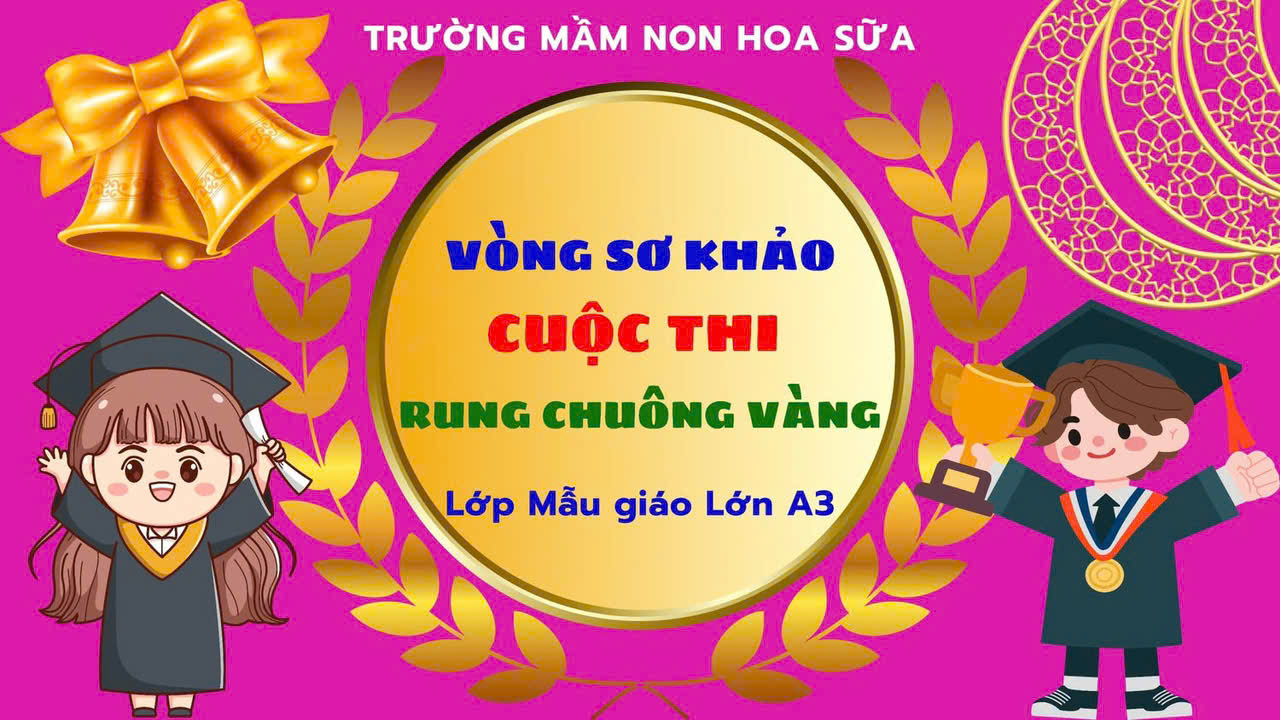 TRƯỜNG MẦM NON HOA SỮA
VÒNG SƠ KHẢO
CUỘC THI
RUNG CHUÔNG VÀNG
Lớp Mẫu giáo Lớn A3